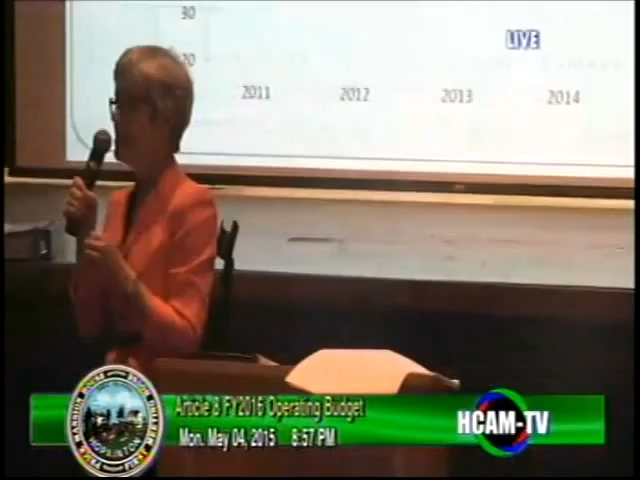 30
LIVE
20
2011 2012 2013 2014
Article 8 FY2016 Operating Budget
Mon. May 04, 2015 8:57 PM
HCAM-TV
HOPKINTON